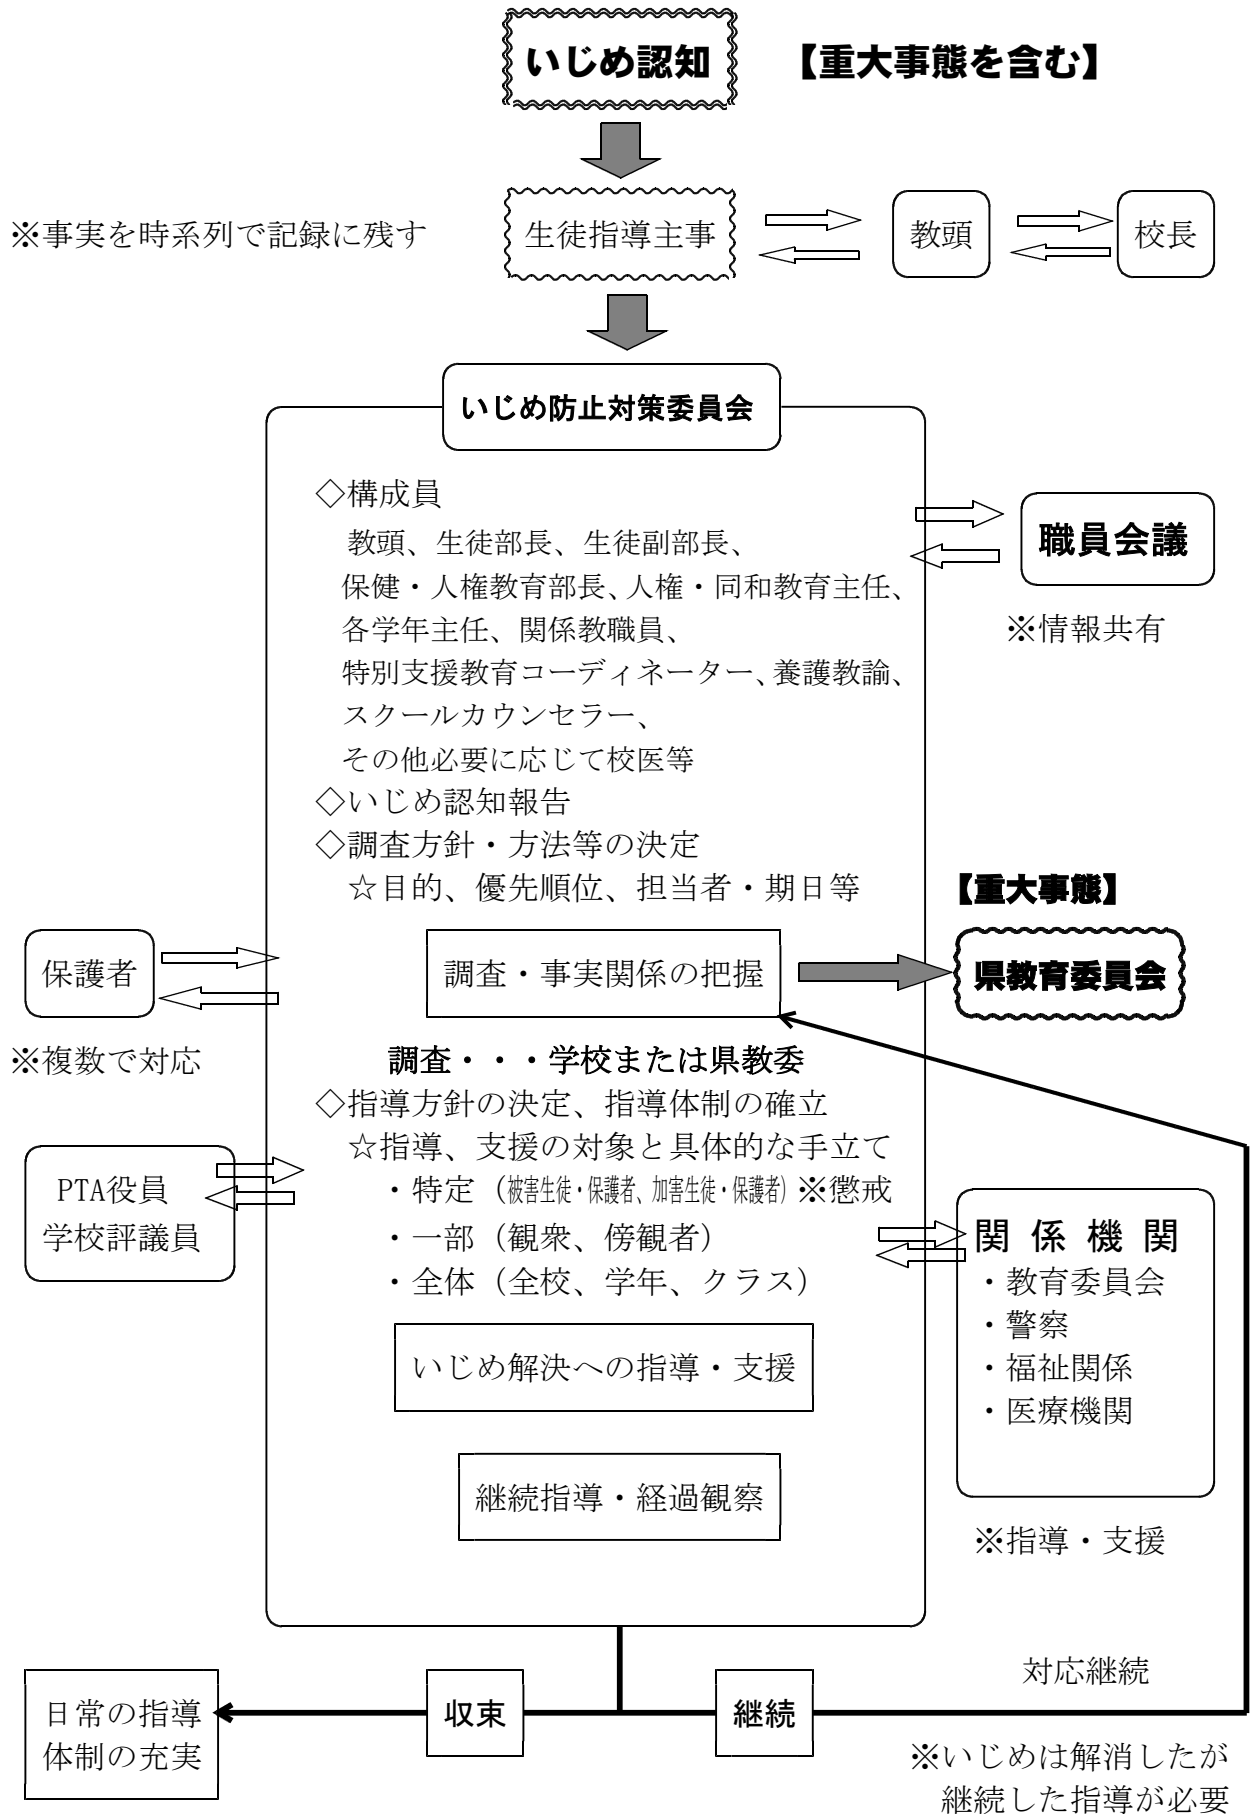 いじめ認知 【重大事態を含む】
※事実を時系列で記録に残す 生徒指導主事 教頭 校長
いじめ防止対策委員会
◇構成員
教頭、生徒部長、生徒副部長、
保健・人権教育部長、人権・同和教育主任、
各学年主任、関係教職員、
特別支援教育コーディネーター、養護教諭、
スクールカウンセラー、
その他必要に応じて校医等
職員会議
※情報共有
◇いじめ認知報告
◇調査方針・方法等の決定
☆目的、優先順位、担当者・期日等
【重大事態】
保護者 調査・事実関係の把握 県教育委員会
※複数で対応 調査・・・学校または県教委
◇指導方針の決定、指導体制の確立
☆指導、支援の対象と具体的な手立て
・特定（被害生徒・保護者、加害生徒・保護者）※懲戒
・一部（観衆、傍観者）
・全体（全校、学年、クラス）
PTA役員
学校評議員
関係機関
・教育委員会
・警察
・福祉関係
・医療機関
※指導・支援
いじめ解決への指導・支援
継続指導・経過観察
対応継続
日常の指導
体制の充実
収束 継続
※いじめは解消したが
継続した指導が必要